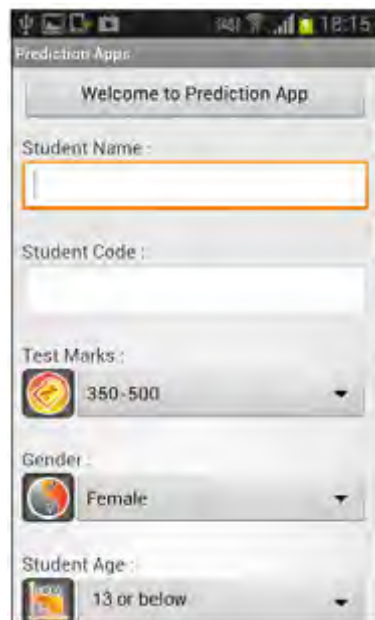 18:15
Prediction Apps
Welcome to Prediction App
Student Name :
Student Code :
Test Marks :
350-500
Gender :
Female
Student Age :
13 or below